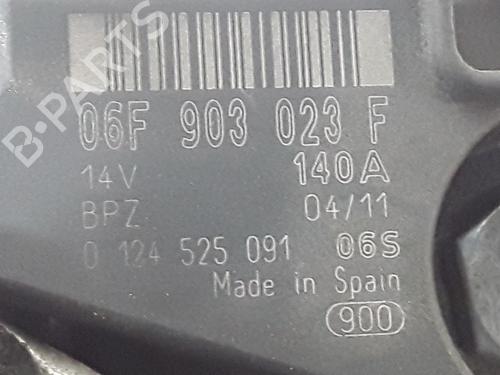 B-PARTS
06F 903 023 F
14V 140A
BPZ 04/11
0 124 525 091 06S
Made in Spain
900